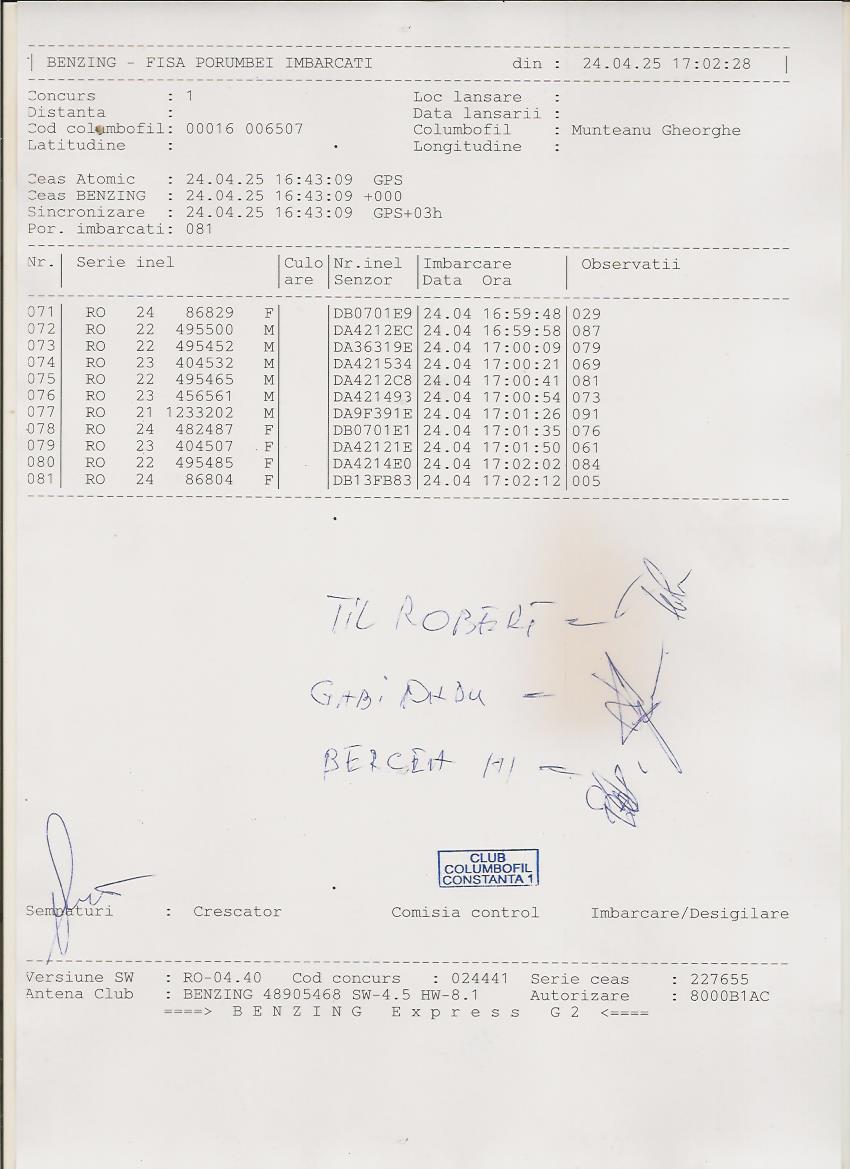 | BENZING - FISA PORUMBEI IMBARCATI din : 24.04.25 17:02:28 |
Concurs : 1 Loc lansare :
Distanta : Data lansarii :
Cod columbofil: 00016 006507 Columbofil : Munteanu Gheorghe
Latitudine : Longitudine :
Ceas Atomic : 24.04.25 16:43:09 GPS
Ceas BENZING : 24.04.25 16:43:09 +000
Sincronizare : 24.04.25 16:43:09 GPS+03h
Por. imbarcati: 081
Nr.| Serie inel |Culo|Nr.inel |Imbarcare | Observatii
|are |Senzor |Data Ora |
071| RO 24 86829 F| |DB0701E9|24.04 16:59:48|029
072| RO 22 495500 M| |DA4212EC|24.04 16:59:58|087
073| RO 22 495452 M| |DA36319E|24.04 17:00:09|079
074| RO 23 404532 M| |DA421534|24.04 17:00:21|069
075| RO 22 495465 M| |DA4212C8|24.04 17:00:41|081
076| RO 23 456561 M| |DA421493|24.04 17:00:54|073
077| RO 21 1233202 M| |DA9F391E|24.04 17:01:26|091
078| RO 24 482487 F| |DB0701E1|24.04 17:01:35|076
079| RO 23 404507 F| |DA42121E|24.04 17:01:50|061
080| RO 22 495485 F| |DA4214E0|24.04 17:02:02|084
081| RO 24 86804 F| |DB13FB83|24.04 17:02:12|005
TIL ROBERT -
GABI -
BERCEA -
CLUB
COLUMBOFIL
CONSTANTA 1
Semnaturi : Crescator Comisia control Imbarcare/Desigilare
Versiune SW : RO-04.40 Cod concurs : 024441 Serie ceas : 227655
Antena Club : BENZING 48905468 SW-4.5 HW-8.1 Autorizare : 8000B1AC
====> B E N Z I N G E x p r e s s G 2 <====